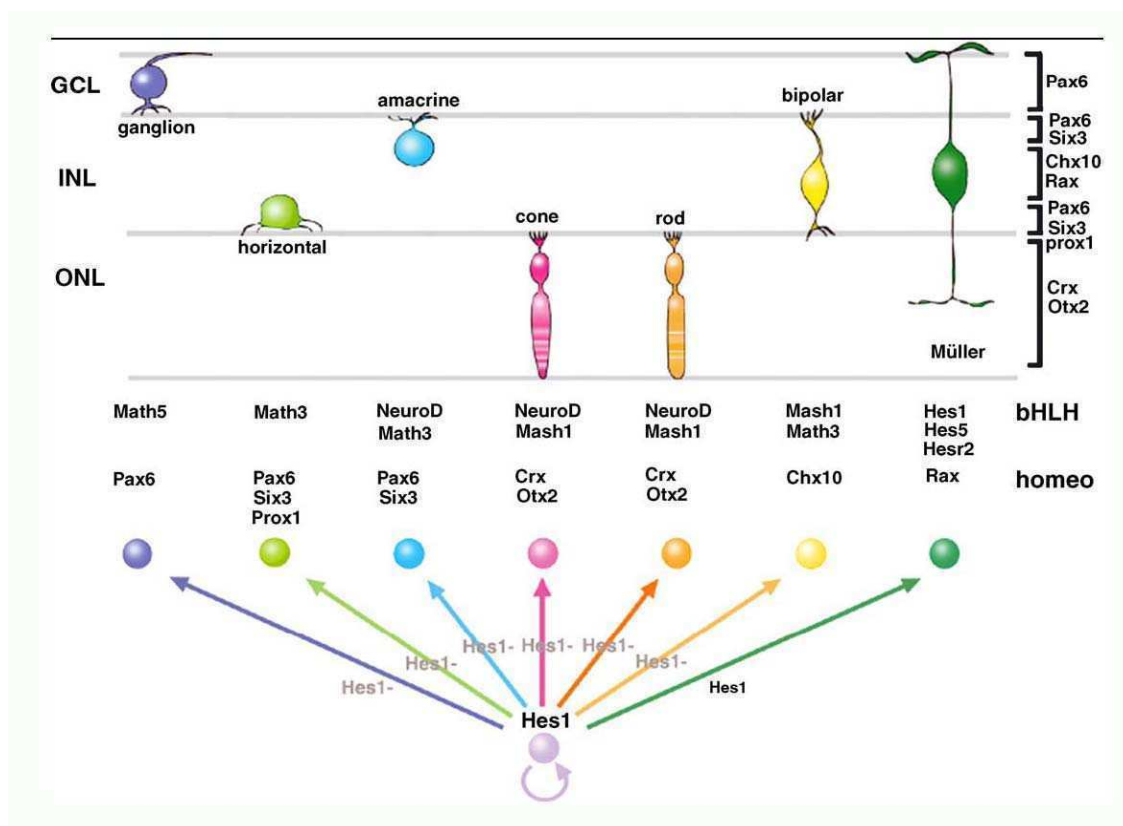 GCL
ganglion
amacrine
bipolar
Pax6
Pax6
Six3
INL
Chx10
Rax
horizontal
cone
rod
Pax6
Six3
prox1
ONL
Crx
Otx2
Müller
Math5 Math3 NeuroD NeuroD NeuroD Mash1 Hes1 bHLH
Math3 Mash1 Mash1 Math3 Hes5
Hesr2
Pax6 Pax6 Pax6 Crx Crx Chx10 Rax homeo
Six3 Six3 Otx2 Otx2
Prox1
Hes1- Hes1- Hes1- Hes1- Hes1- Hes1- Hes1
Hes1